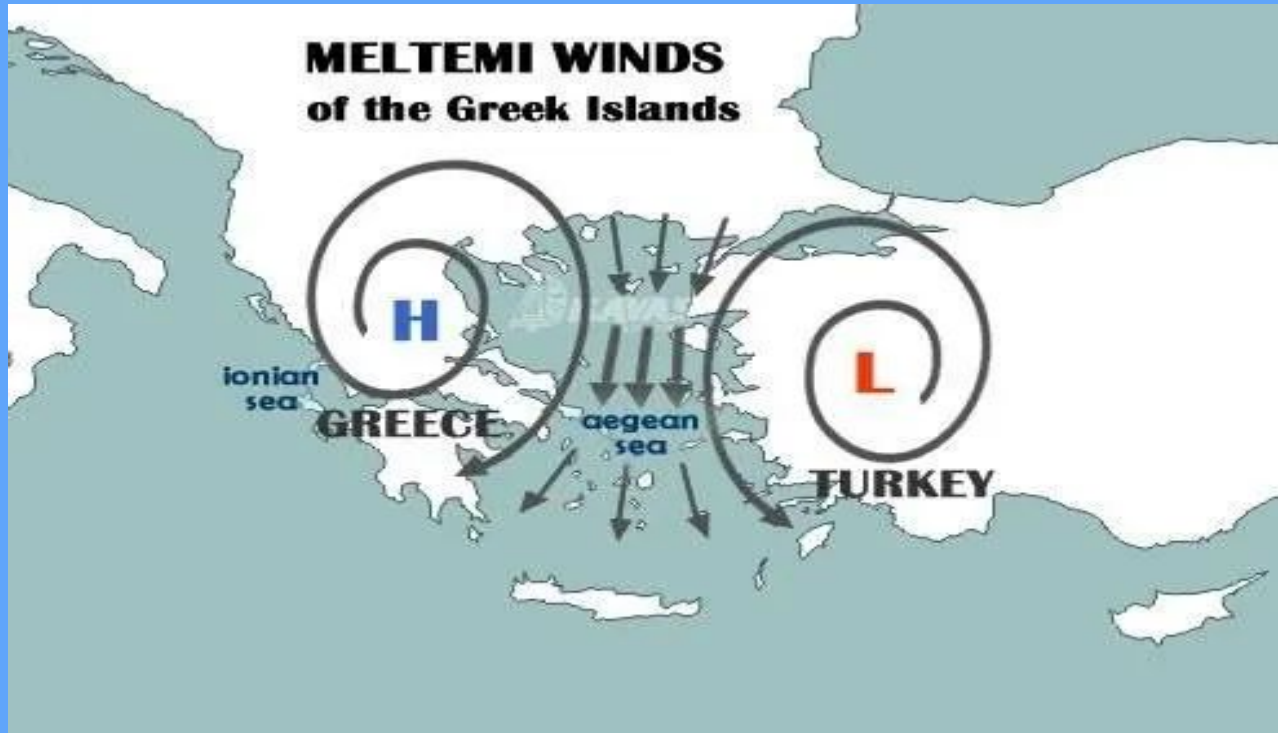 MELTEMI WINDS
of the Greek Islands
H
L
ionian
sea
GREECE
aegean
sea
TURKEY